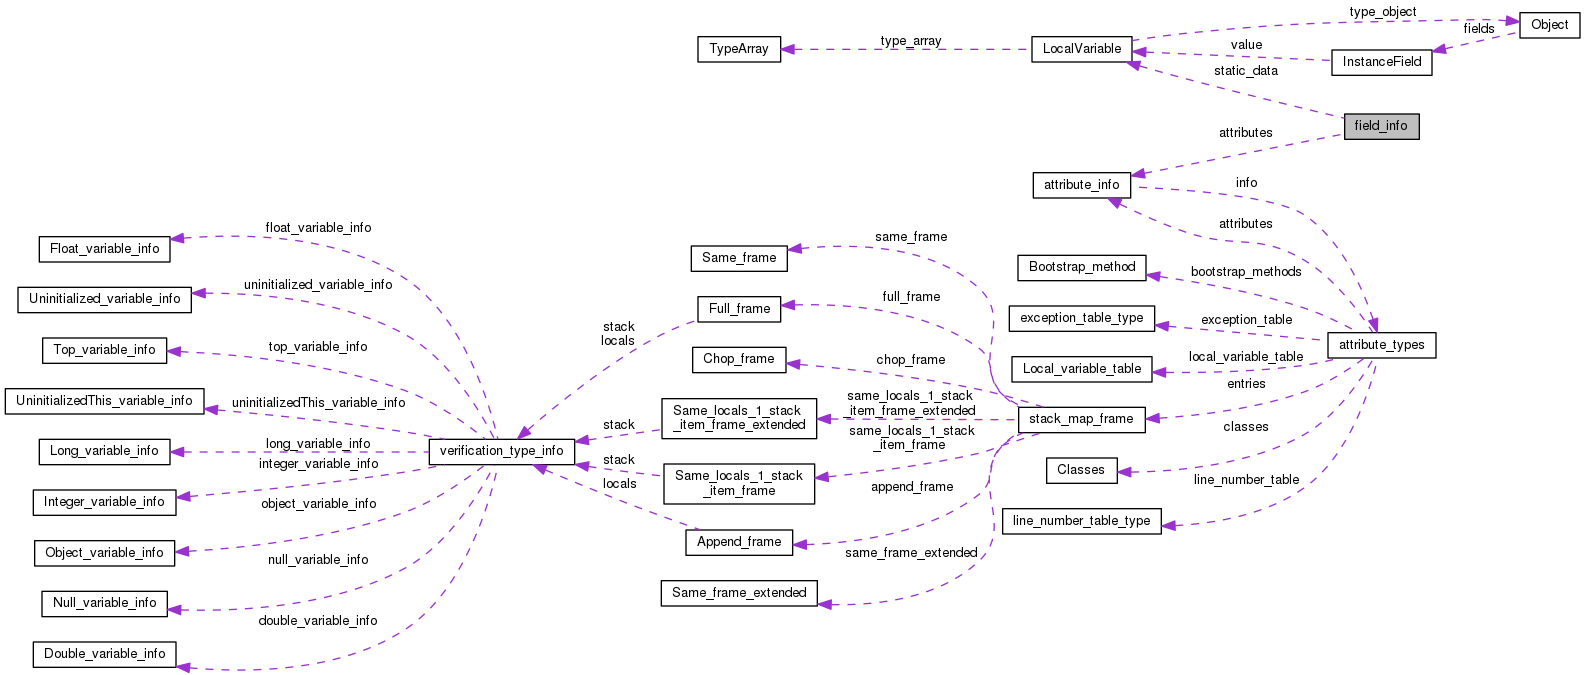 type_object
Object
fields
TypeArray
type_array
LocalVariable
value
InstanceField
static_data
field_info
attributes
attribute_info
info
attributes
float_variable_info
Float_variable_info
same_frame
Same_frame
Bootstrap_method
bootstrap_methods
uninitialized_variable_info
Uninitialized_variable_info
full_frame
Full_frame
stack
locals
exception_table_type
exception_table
attribute_types
top_variable_info
Top_variable_info
Chop_frame
chop_frame
Local_variable_table
local_variable_table
entries
UninitializedThis_variable_info
uninitializedThis_variable_info
same_locals_1_stack
_item_frame_extended
Same_locals_1_stack
_item_frame_extended
stack
stack_map_frame
classes
same_locals_1_stack
_item_frame
Long_variable_info
long_variable_info
verification_type_info
integer_variable_info
stack
Same_locals_1_stack
_item_frame
Classes
locals
append_frame
line_number_table
Integer_variable_info
object_variable_info
line_number_table_type
Append_frame
Object_variable_info
null_variable_info
same_frame_extended
Same_frame_extended
Null_variable_info
double_variable_info
Double_variable_info